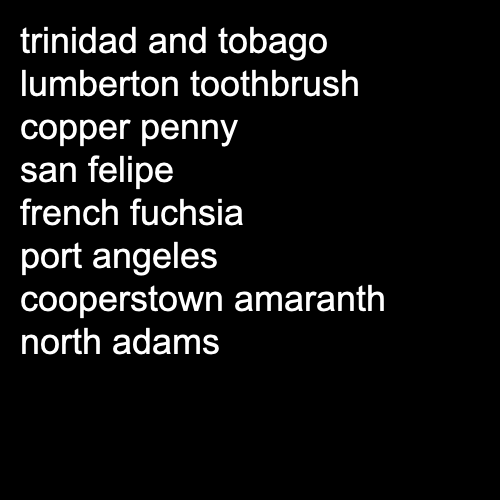 trinidad and tobago
lumberton toothbrush
copper penny
san felipe
french fuchsia
port angeles
cooperstown amaranth
north adams